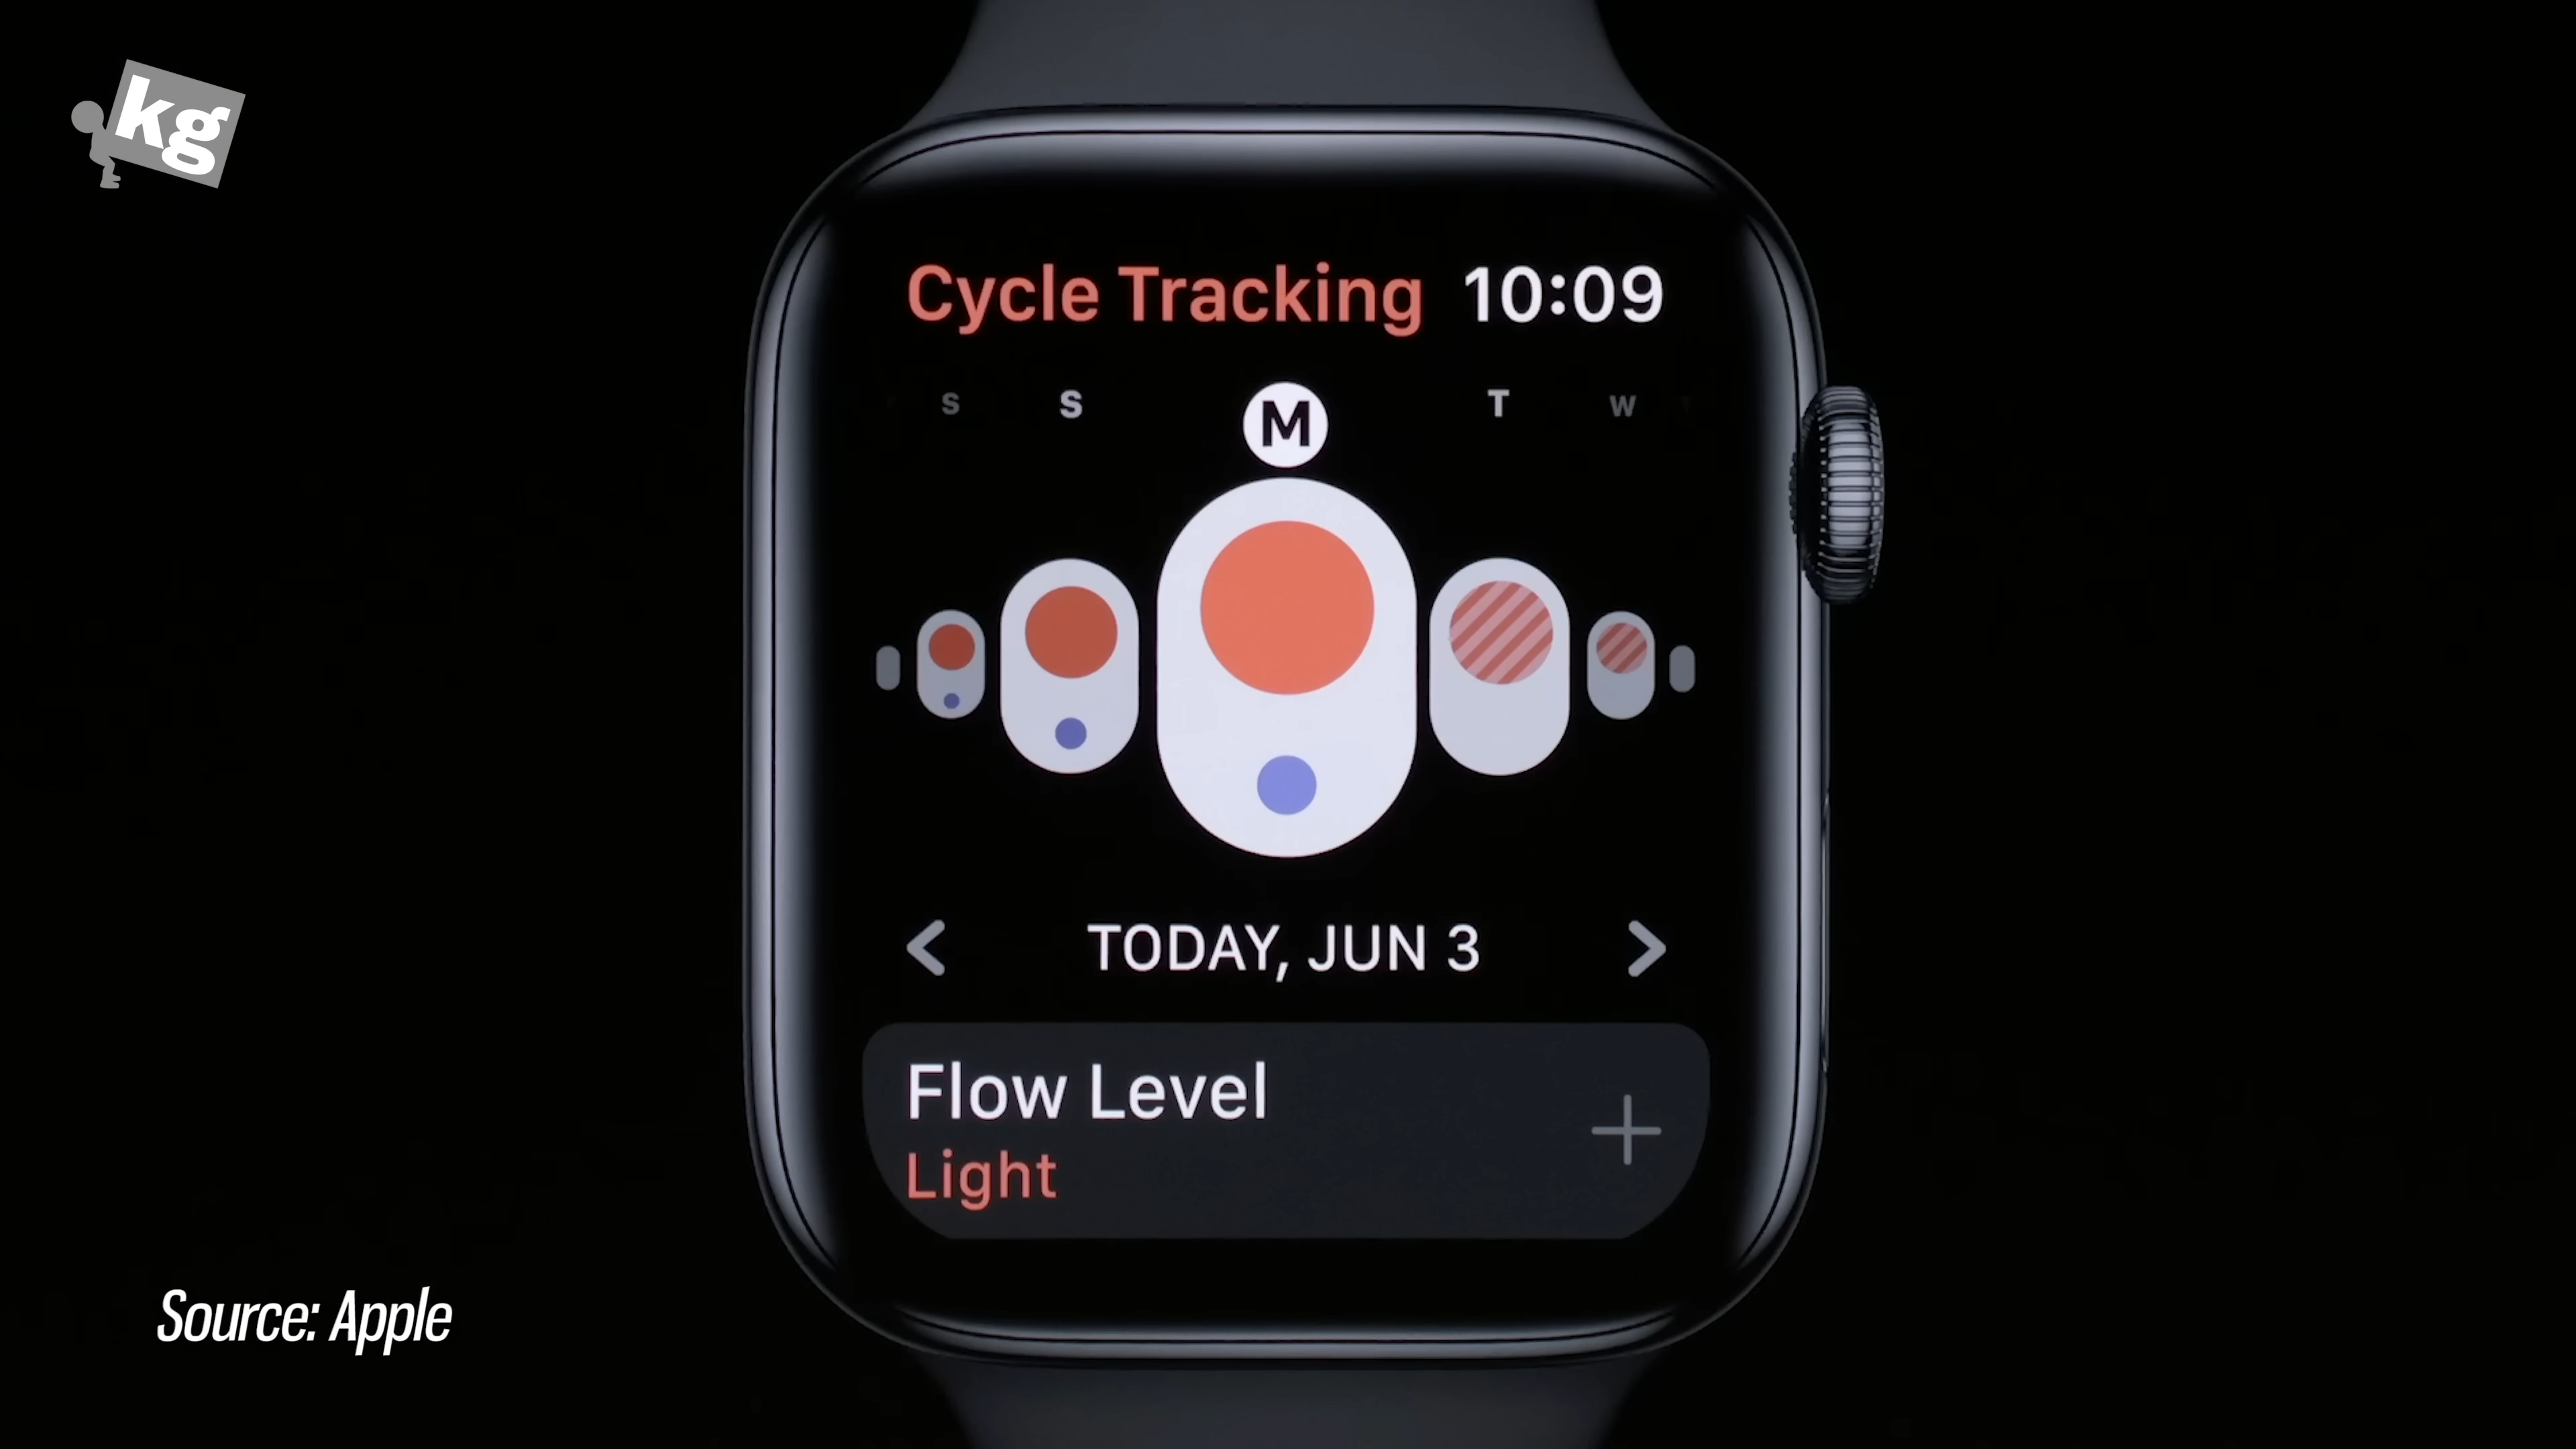 kg
Cycle Tracking 10:09
S S M T W
TODAY, JUN 3
Flow Level
Light
Source: Apple